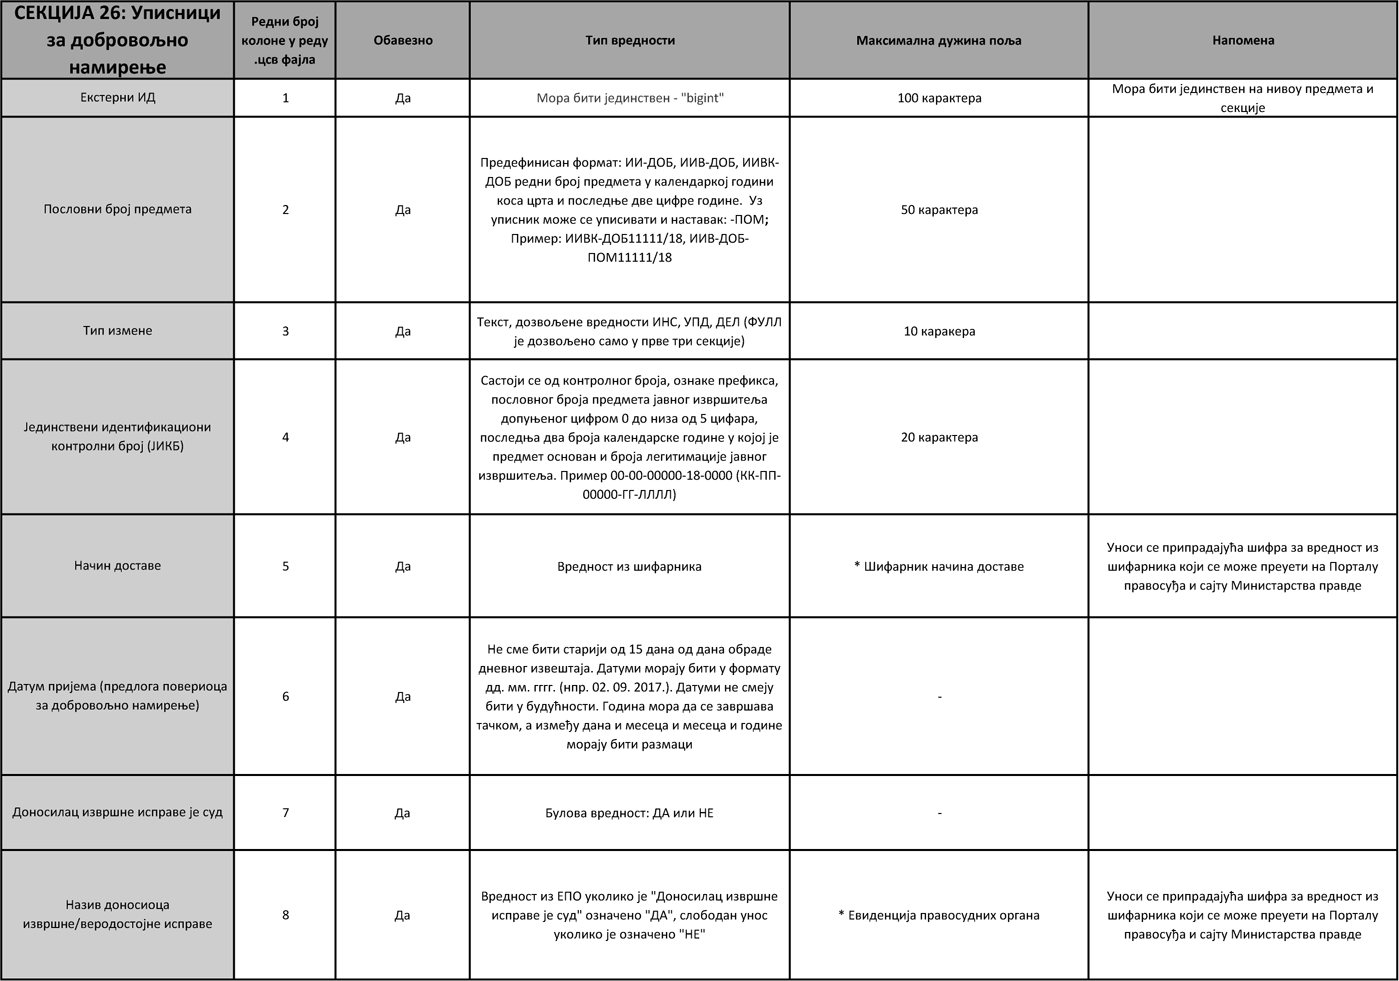 СЕКЦИЈА 26: Уписници
за добровољно
намирење
Редни број
колоне у реду
.цсв фајла
Обавезно
Тип вредности
Максимална дужина поља
Напомена
Екстерни ИД
1
Да
Мора бити јединствен - "bigint"
100 карактера
Мора бити јединствен на нивоу предмета и
секције
Пословни број предмета
2
Да
Предефинисан формат: ИИ-ДОБ, ИИВ-ДОБ, ИИВК-
ДОБ редни број предмета у календаркој години
коса црта и последње две цифре године.  Уз
уписник може се уписивати и наставак: -ПОМ;
Пример: ИИВК-ДОБ11111/18, ИИВ-ДОБ-
ПОМ11111/18
50 карактера
Тип измене
3
Да
Текст, дозвољене вредности ИНС, УПД, ДЕЛ (ФУЛЛ
је дозвољено само у прве три секције)
10 каракера
Јединствени идентификациони
контролни број (ЈИКБ)
4
Да
Састоји се од контролног броја, ознаке префикса,
пословног броја предмета јавног извршитеља
допуњеног цифром 0 до низа од 5 цифара,
последња два броја календарске године у којој је
предмет основан и броја легитимације јавног
извршитеља. Пример 00-00-00000-18-0000 (КК-ПП-
00000-ГГ-ЛЛЛЛ)
20 карактера
Начин доставе
5
Да
Вредност из шифарника
* Шифарник начина доставе
Уноси се припрадајућа шифра за вредност из
шифарника који се може преуети на Порталу
правосуђа и сајту Министарства правде
Датум пријема (предлога повериоца
за добровољно намирење)
6
Да
Не сме бити старији од 15 дана од дана обраде
дневног извештаја. Датуми морају бити у формату
дд. мм. гггг. (нпр. 02. 09. 2017.). Датуми не смеју
бити у будућности. Година мора да се завршава
тачком, а између дана и месеца и месеца и године
морају бити размаци
-
Доносилац извршне исправе је суд
7
Да
Булова вредност: ДА или НЕ
-
Назив доносиоца
извршне/веродостојне исправе
8
Да
Вредност из ЕПО уколико је "Доносилац извршне
исправе је суд" означено "ДА", слободан унос
уколико је означено "НЕ"
* Евиденција правосудних органа
Уноси се припрадајућа шифра за вредност из
шифарника који се може преуети на Порталу
правосуђа и сајту Министарства правде